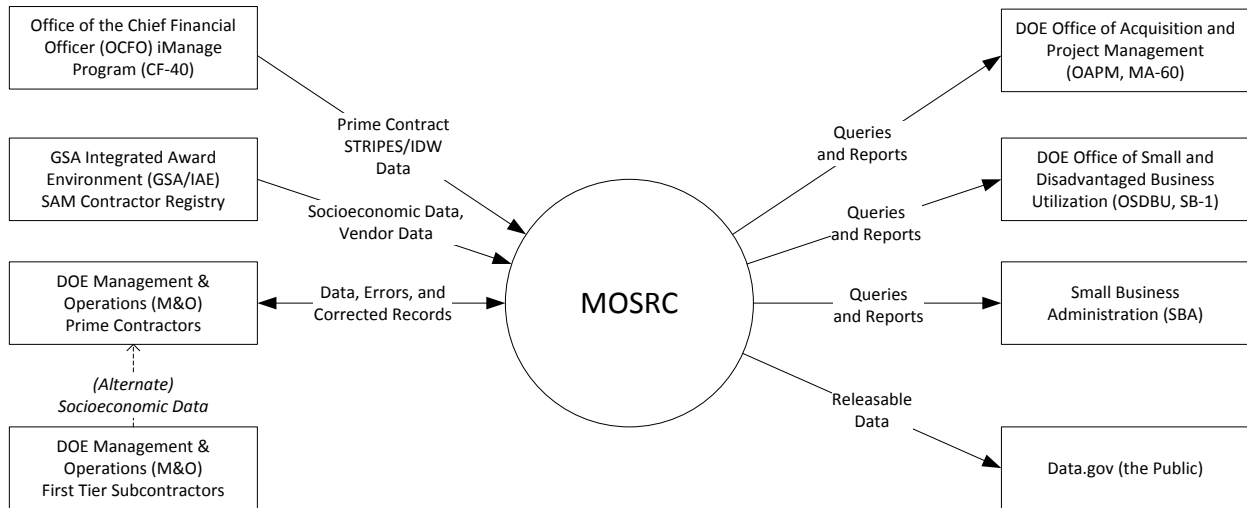 Office of the Chief Financial
Officer (OCFO) iManage
Program (CF-40)
GSA Integrated Award
Environment (GSA/IAE)
SAM Contractor Registry
DOE Management &
Operations (M&O)
Prime Contractors
(Alternate)
Socioeconomic Data
DOE Management &
Operations (M&O)
First Tier Subcontractors
Prime Contract
STRIPES/IDW
Data
Socioeconomic Data,
Vendor Data
Data, Errors, and
Corrected Records
MOSRC
Queries
and Reports
Queries
and Reports
Queries
and Reports
Releasable
Data
DOE Office of Acquisition and
Project Management
(OAPM, MA-60)
DOE Office of Small and
Disadvantaged Business
Utilization (OSDBU, SB-1)
Small Business
Administration (SBA)
Data.gov (the Public)